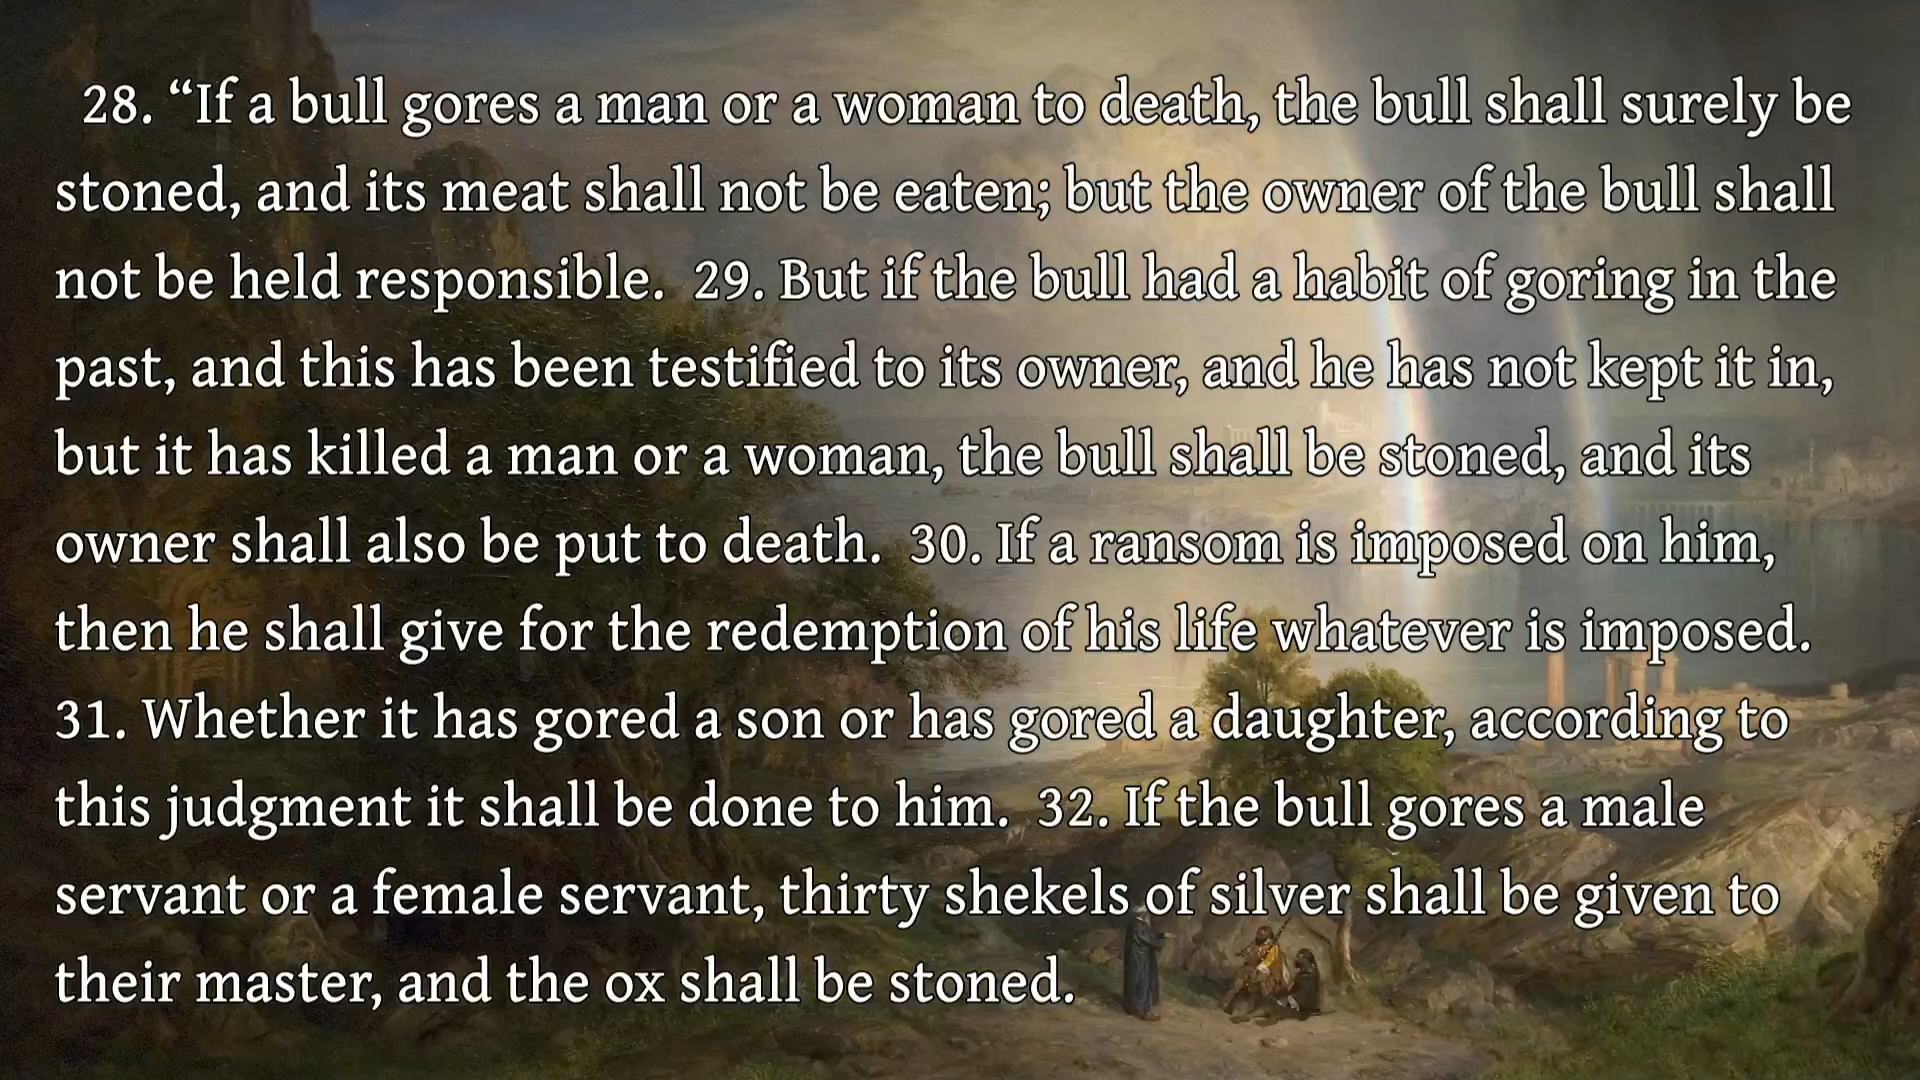 28. “If a bull gores a man or a woman to death, the bull shall surely be
stoned, and its meat shall not be eaten; but the owner of the bull shall
not be held responsible. 29. But if the bull had a habit of goring in the
past, and this has been testified to its owner, and he has not kept it in,
but it has killed a man or a woman, the bull shall be stoned, and its
owner shall also be put to death. 30. If a ransom is imposed on him,
then he shall give for the redemption of his life whatever is imposed.
31. Whether it has gored a son or has gored a daughter, according to
this judgment it shall be done to him. 32. If the bull gores a male
servant or a female servant, thirty shekels of silver shall be given to
their master, and the ox shall be stoned.